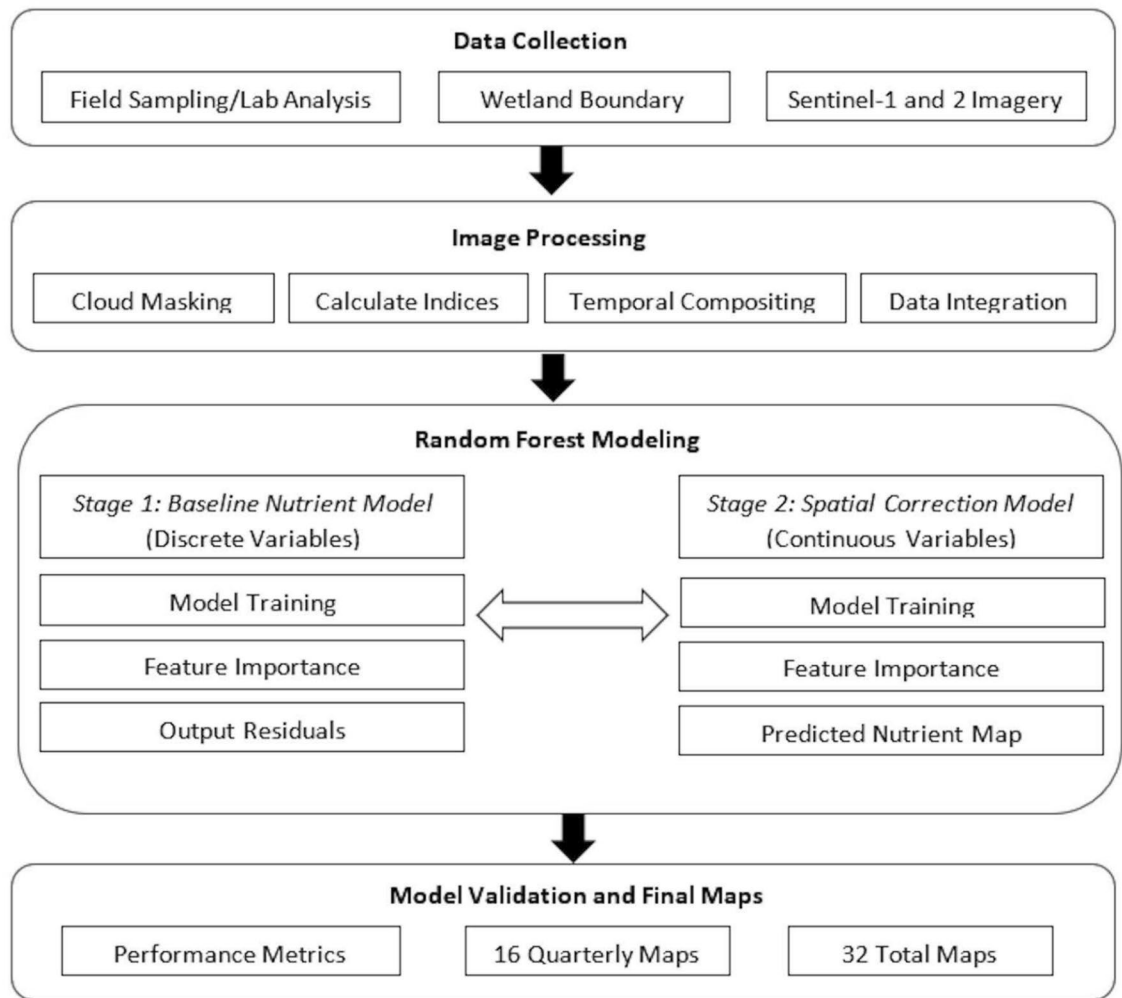 Data Collection
Field Sampling/Lab Analysis
Wetland Boundary
Sentinel-1 and 2 Imagery
Image Processing
Cloud Masking
Calculate Indices
Temporal Compositing
Data Integration
Random Forest Modeling
Stage 1: Baseline Nutrient Model
(Discrete Variables)
Model Training
Feature Importance
Output Residuals
Stage 2: Spatial Correction Model
(Continuous Variables)
Model Training
Feature Importance
Predicted Nutrient Map
Model Validation and Final Maps
Performance Metrics
16 Quarterly Maps
32 Total Maps